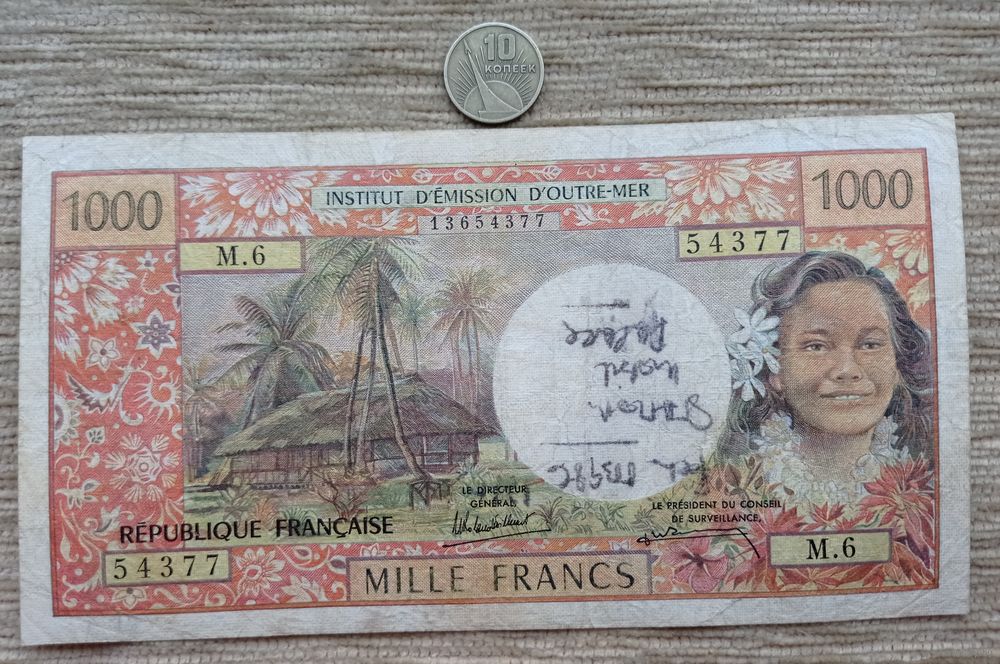 10
КОПЕЕК
1000
INSTITUT D'ÉMISSION D'OUTRE-MER
1000
13654377
M.6
54377
LE DIRECTEUR
GÉNÉRAL,
LE PRÉSIDENT DU CONSEIL
DE SURVEILLANCE,
RÉPUBLIQUE FRANÇAISE
M.6
54377
MILLE FRANCS